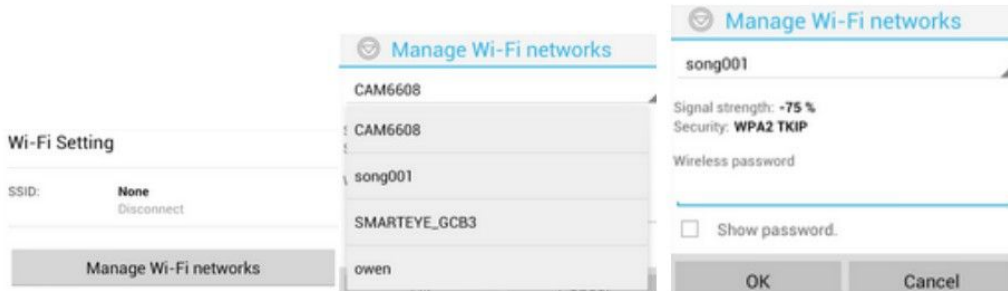 Wi-Fi Setting
SSID: None
Disconnect
Manage Wi-Fi networks
Manage Wi-Fi networks
CAM6608
CAM6608
song001
SMARTEYE_GCB3
owen
Manage Wi-Fi networks
song001
Signal strength: -75 %
Security: WPA2 TKIP
Wireless password
Show password.
OK Cancel